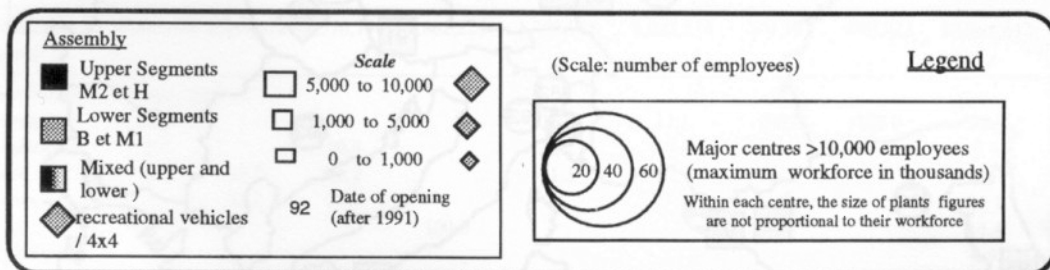 Assembly
Upper Segments
M2 et H
Lower Segments
B et M1
Mixed (upper and
lower )
recreational vehicles
/ 4x4
Scale
5,000 to 10,000
1,000 to 5,000
0 to 1,000
92 Date of opening
(after 1991)
(Scale: number of employees)
Legend
20 40 60
Major centres >10,000 employees
(maximum workforce in thousands)
Within each centre, the size of plants figures
are not proportional to their workforce